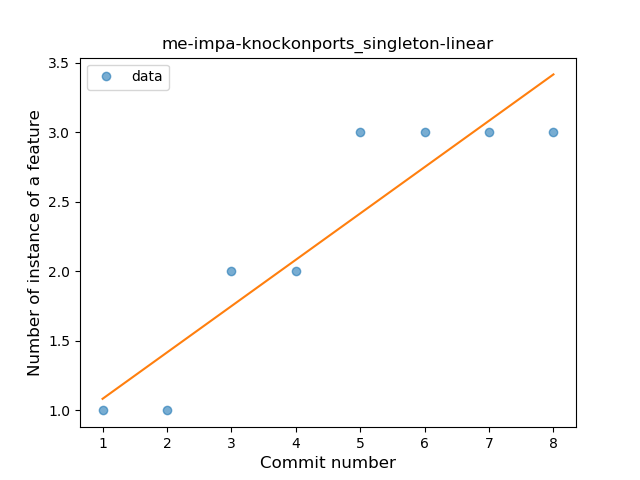 me-impa-knockonports_singleton-linear
data
Number of instance of a feature
3.5
3.0
2.5
2.0
1.5
1.0
1 2 3 4 5 6 7 8
Commit number